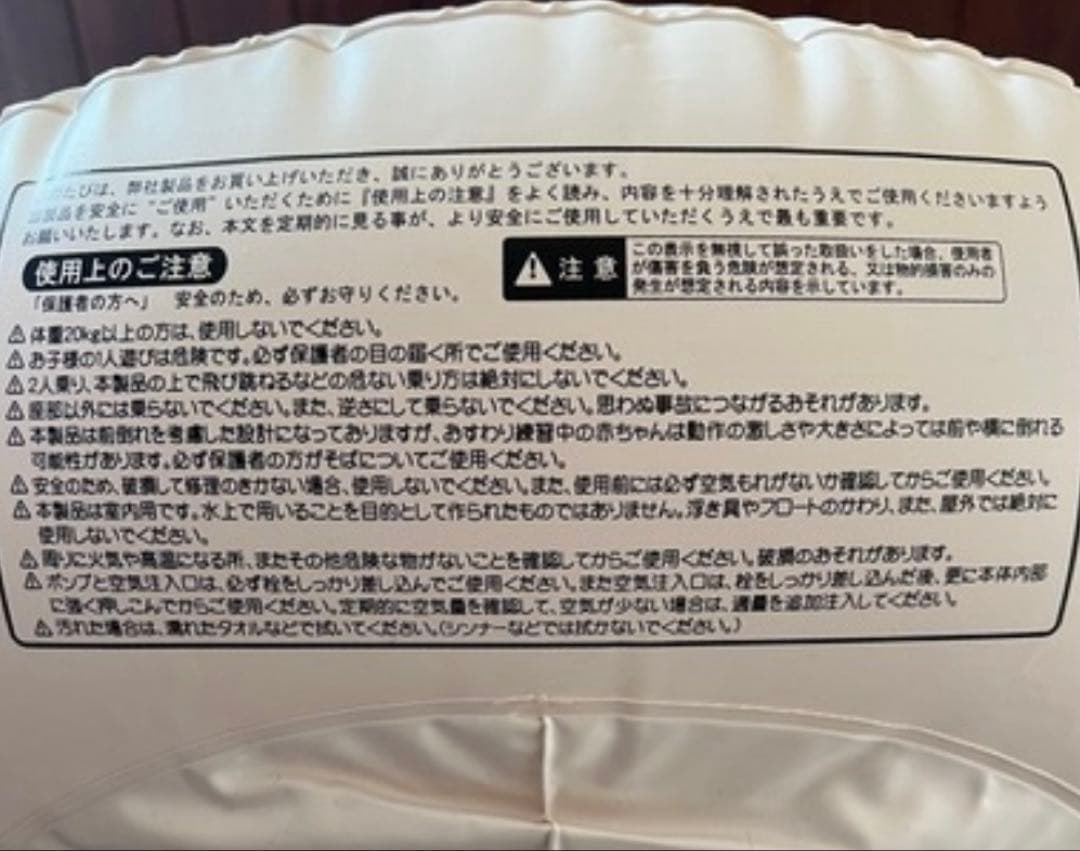 たびは、弊社製品をお買い上げいただき、誠にありがとうございます。
製品を安全に"ご使用"いただくために『使用上の注意』をよく読み、内容を十分理解されたうえでご使用くださいますよう
お願いいたします。なお、本文を定期的に見る事が、より安全にご使用していただくうえで最も重要です。
使用上のご注意
「保護者の方へ」 安全のため、必ずお守りください。
⚠注意
この表示を無視して誤った取扱いをした場合、使用者
が傷害を負う危険が想定される、又は物的損害のみの
発生が想定される内容を示しています。
⚠体重20kg以上の方は、使用しないでください。
⚠お子様の1人遊びは危険です。必ず保護者の目の届く所でご使用ください。
⚠2人乗り、本製品の上で飛び跳ねるなどの危ない乗り方は絶対にしないでください。
⚠座部以外には乗らないでください。また、逆さにして乗らないでください。思わぬ事故につながるおそれがあります。
⚠本製品は前倒れを考慮した設計になっておりますが、おすわり練習中の赤ちゃんは動作の激しさや大きさによっては前や横に倒れる
可能性があります。必ず保護者の方がそばについてご使用ください。
⚠安全のため、破損して修理のきかない場合、使用しないでください。また、使用前には必ず空気もれがないか確認してからご使用ください。
⚠本製品は室内用です。水上で用いることを目的として作られたものではありません。浮き具やフロートのかわり、また、屋外では絶対に
使用しないでください。
⚠周りに火気や高温になる所、またその他危険な物がないことを確認してからご使用ください。破損のおそれがあります。
⚠ポンプと空気注入口は、必ず栓をしっかり差し込んでご使用ください。また空気注入口は、栓をしっかり差し込んだ後、更に本体内部
に強く押しこんでからご使用ください。定期的に空気量を確認して、空気が少ない場合は、適量を追加注入してください。
⚠汚れた場合は、濡れたタオルなどで拭いてください。(シンナーなどでは拭かないでください。)